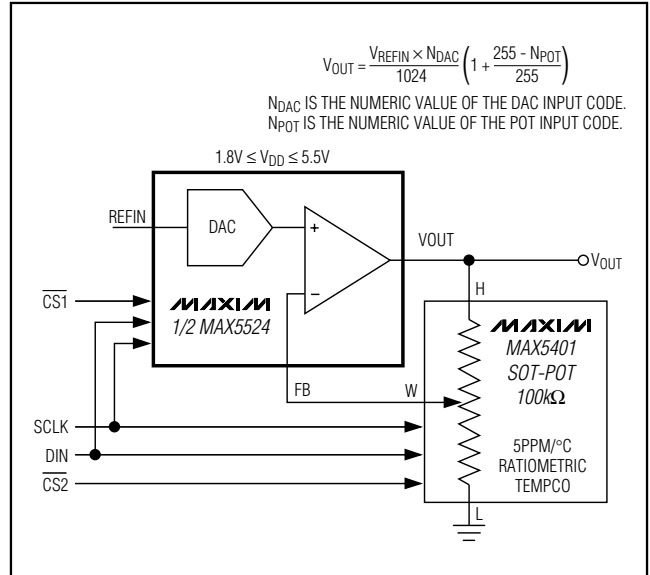 V_OUT = V_REFIN × N_DAC / 1024 (1 + 255 - N_POT / 255)
N_DAC IS THE NUMERIC VALUE OF THE DAC INPUT CODE.
N_POT IS THE NUMERIC VALUE OF THE POT INPUT CODE.
1.8V ≤ V_DD ≤ 5.5V
REFIN
DAC
+
−
VOUT
V_OUT
H
C̅S̅1̅
MAXIM
1/2 MAX5524
MAXIM
MAX5401
SOT-POT
100kΩ
FB
W
SCLK
DIN
C̅S̅2̅
5PPM/°C
RATIOMETRIC
TEMPCO
L